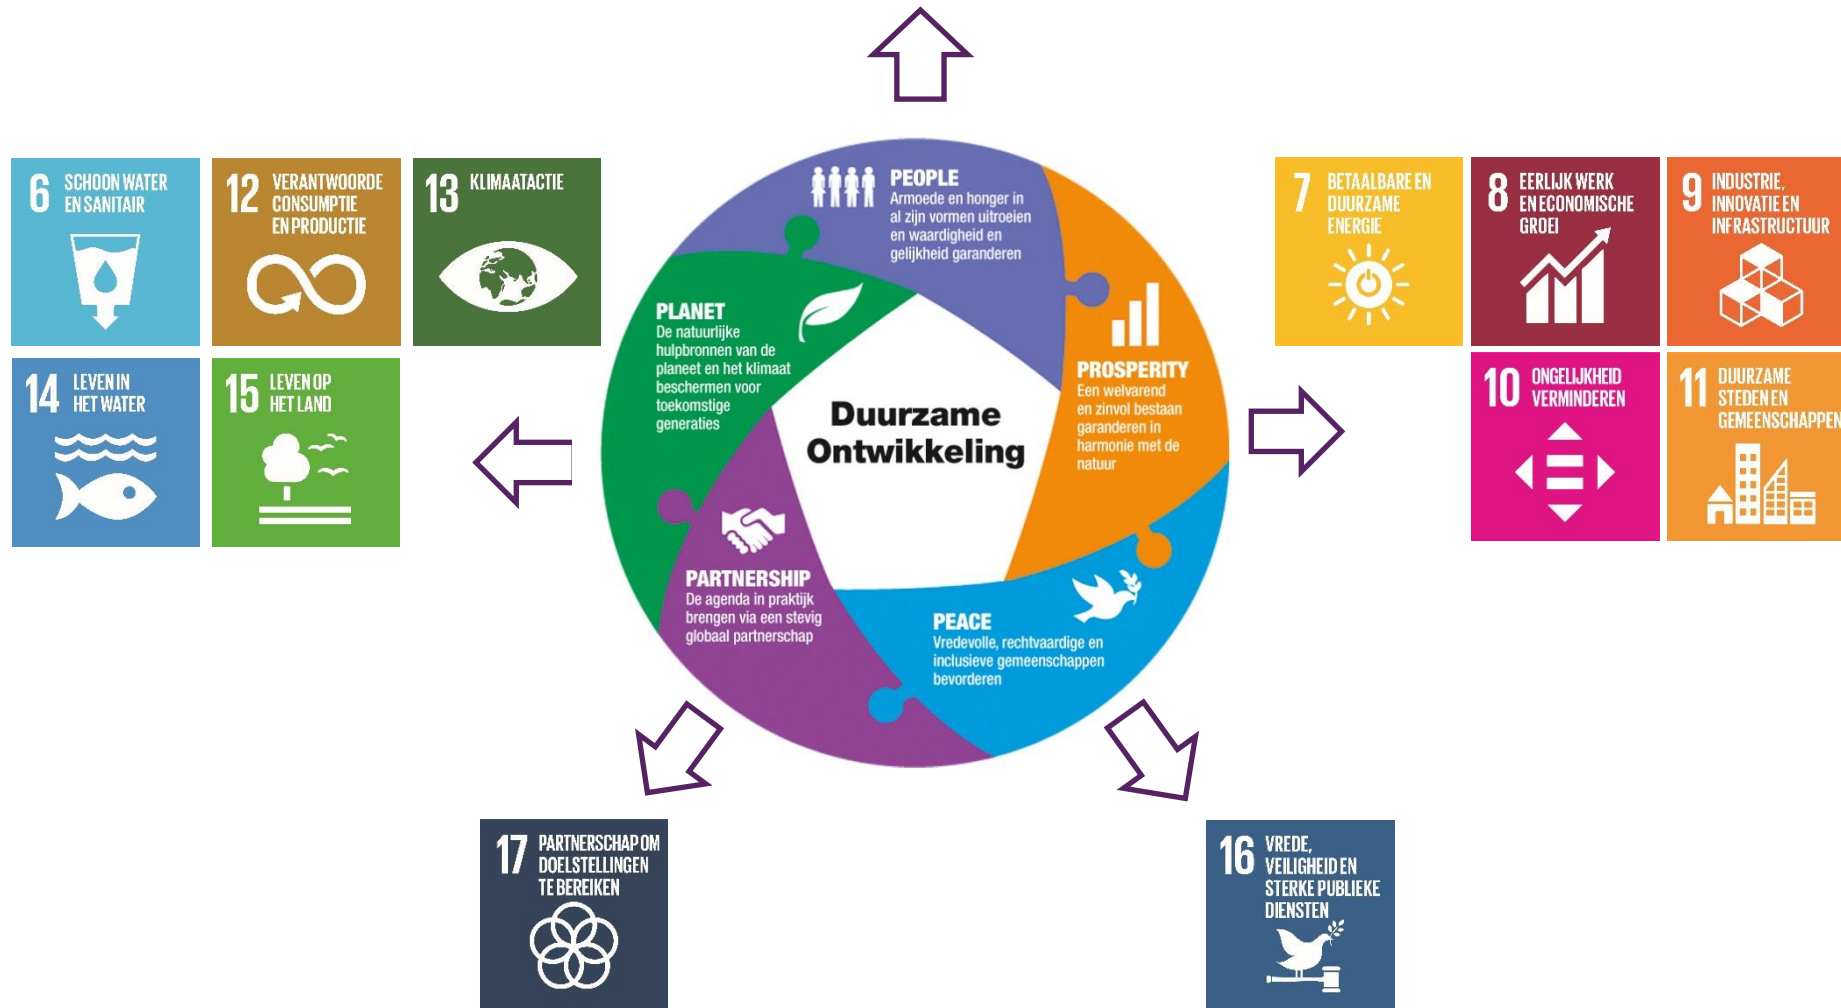 6 SCHOON WATER
EN SANITAIR
12 VERANTWOORDE
CONSUMPTIE
EN PRODUCTIE
13 KLIMAATACTIE
14 LEVEN IN
HET WATER
15 LEVEN OP
HET LAND
PEOPLE
Armoede en honger in
al zijn vormen uitroeien
en waardigheid en
gelijkheid garanderen
PLANET
De natuurlijke
hulpbronnen van de
planeet en het klimaat
beschermen voor
toekomstige
generaties
Duurzame
Ontwikkeling
PROSPERITY
Een welvarend
en zinvol bestaan
garanderen in
harmonie met de
natuur
PARTNERSHIP
De agenda in praktijk
brengen via een stevig
globaal partnerschap
PEACE
Vredevolle, rechtvaardige en
inclusieve gemeenschappen
bevorderen
7 BETAALBARE EN
DUURZAME
ENERGIE
8 EERLIJK WERK
EN ECONOMISCHE
GROEI
9 INDUSTRIE,
INNOVATIE EN
INFRASTRUCTUUR
10 ONGELIJKHEID
VERMINDEREN
11 DUURZAME
STEDEN EN
GEMEENSCHAPPEN
17 PARTNERSCHAP OM
DOELSTELLINGEN
TE BEREIKEN
16 VREDE,
VEILIGHEID EN
STERKE PUBLIEKE
DIENSTEN